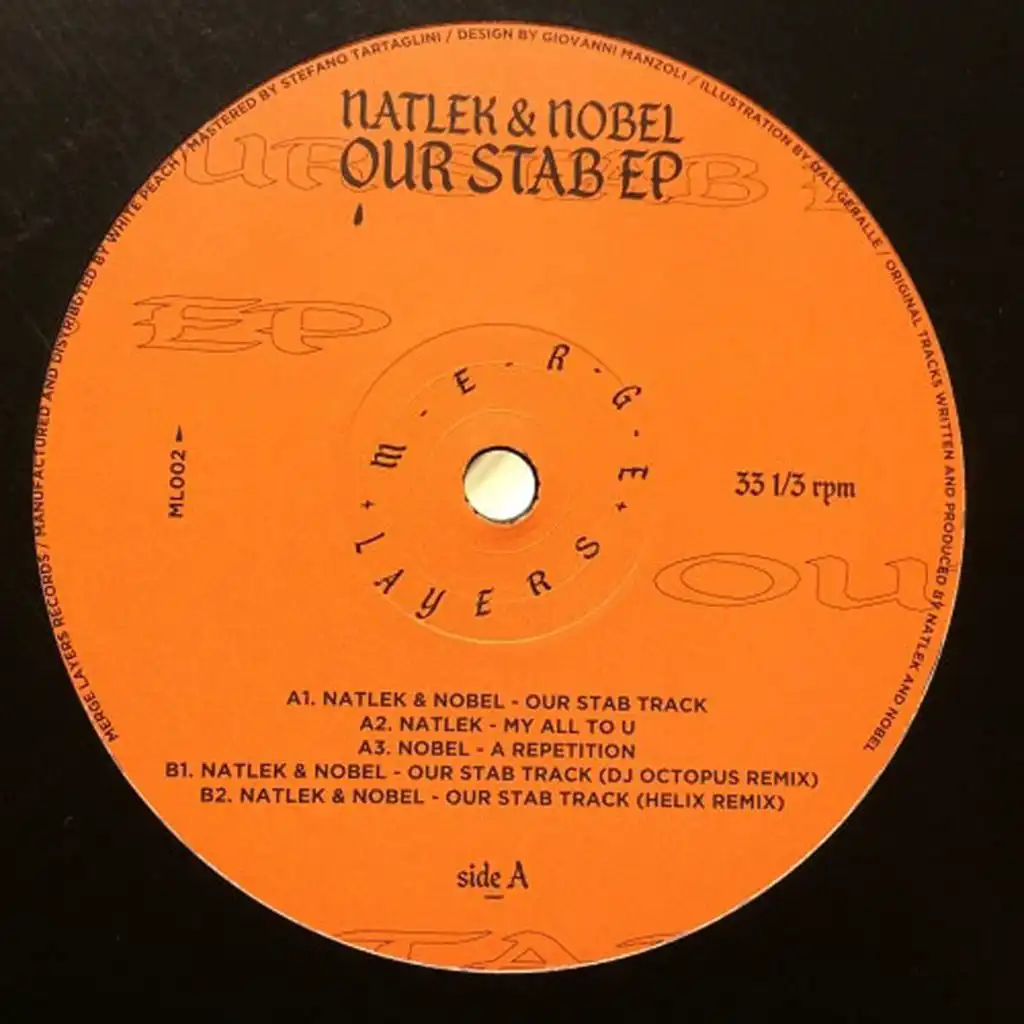 NATLEK & NOBEL
OUR STAB EP
MERGE LAYERS RECORDS / MANUFACTURED AND DISTRIBUTED BY WHITE PEACH / MASTERED BY STEFANO TARTAGLINI / DESIGN BY GIOVANNI MANZOLI / ILLUSTRATION BY / ORIGINAL TRACKS WRITTEN AND PRODUCED BY NATLEK AND NOBEL
EP
M - E - R - G - E
+ LAYERS +
ML002
33 1/3 rpm
OU
A1. NATLEK & NOBEL - OUR STAB TRACK
A2. NATLEK - MY ALL TO U
A3. NOBEL - A REPETITION
B1. NATLEK & NOBEL - OUR STAB TRACK (DJ OCTOPUS REMIX)
B2. NATLEK & NOBEL - OUR STAB TRACK (HELIX REMIX)
side A